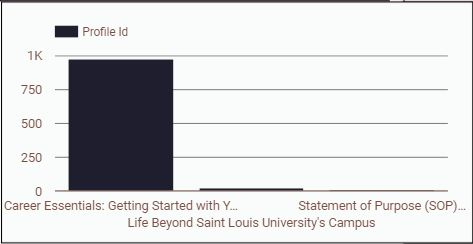 Profile Id
1K
750
500
250
0
Career Essentials: Getting Started with Y...
Statement of Purpose (SOP)...
Life Beyond Saint Louis University's Campus